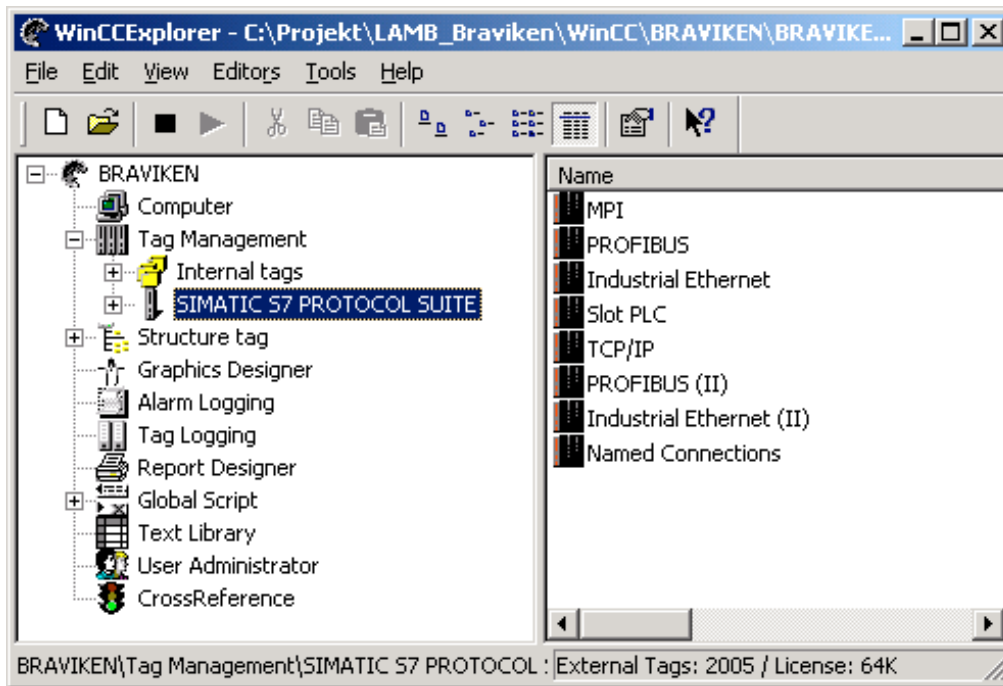 WinCCExplorer - C:\Projekt\LAMB_Braviken\WinCC\BRAVIKEN\BRAVIKE...
File Edit View Editors Tools Help
BRAVIKEN
Computer
Tag Management
Internal tags
SIMATIC S7 PROTOCOL SUITE
Structure tag
Graphics Designer
Alarm Logging
Tag Logging
Report Designer
Global Script
Text Library
User Administrator
CrossReference
Name
MPI
PROFIBUS
Industrial Ethernet
Slot PLC
TCP/IP
PROFIBUS (II)
Industrial Ethernet (II)
Named Connections
BRAVIKEN\Tag Management\SIMATIC S7 PROTOCOL External Tags: 2005 / License: 64K